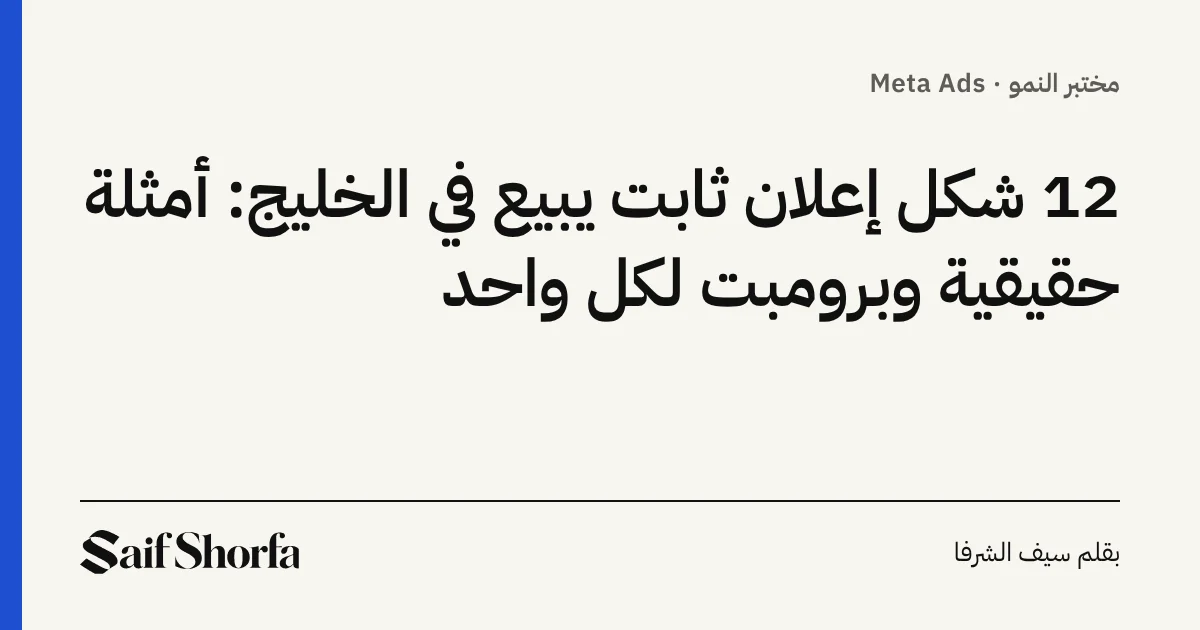 مختبر النمو · Meta Ads
12 شكل إعلان ثابت يبيع في الخليج: أمثلة
حقيقية وبرومبت لكل واحد
بقلم سيف الشرفا
Saif Shorfa